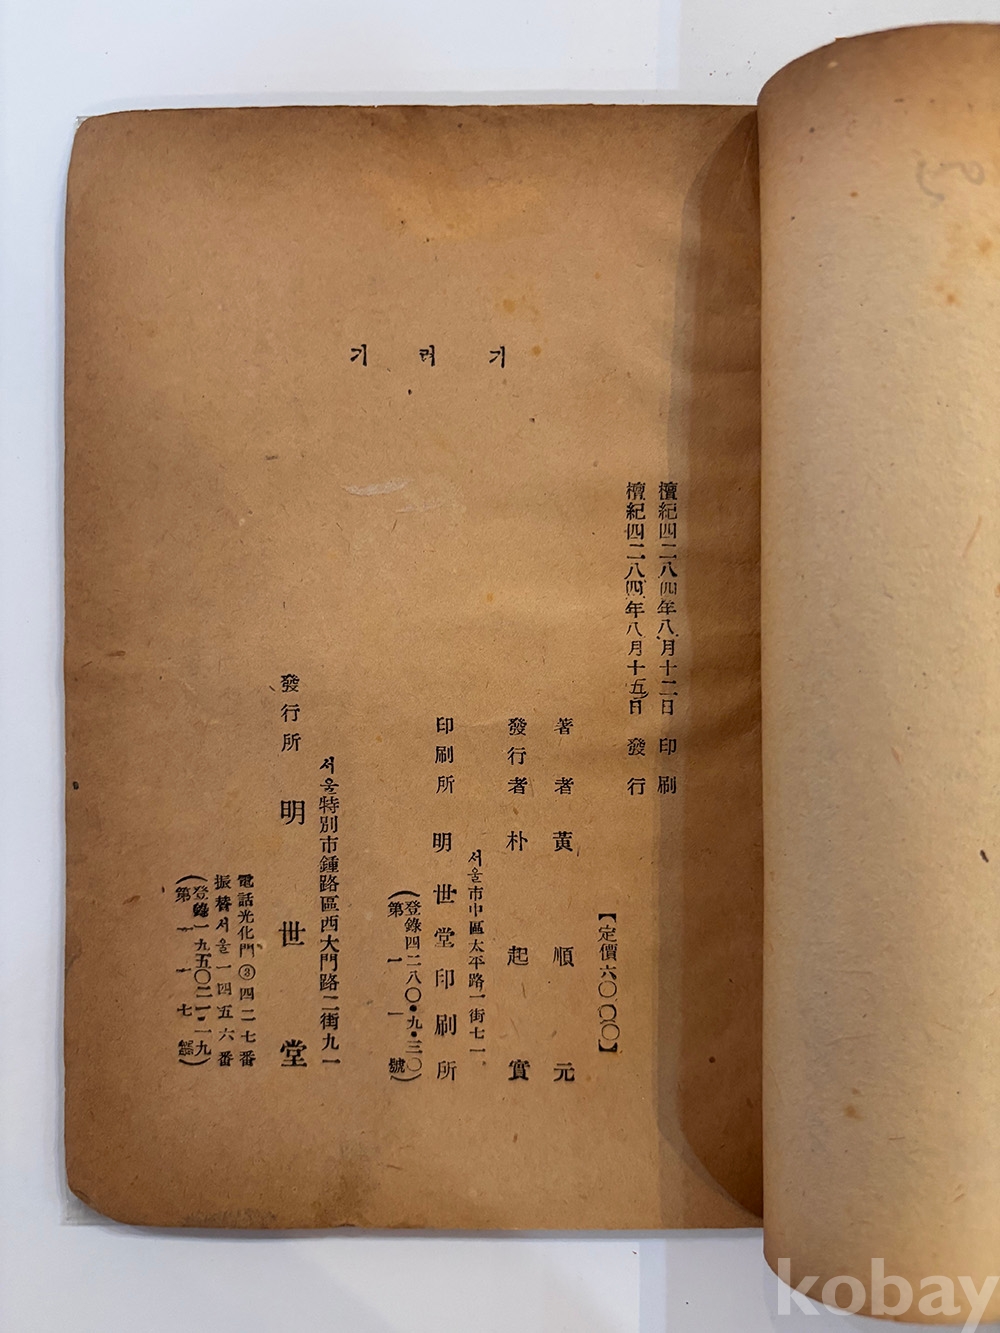 기러기
檀紀四二八四年八月十二日 印刷
檀紀四二八四年八月十五日 發行
【定價六〇〇〇】
著者 黃順元
發行者 朴起實
서울市中區太平路一街七一
印刷所 明世堂印刷所
(登錄四二八〇・九・三〇)
第一一號
서울特別市鍾路區西大門路二街九一
發行所 明世堂
電話光化門③四二七番
振替서울一四五六番
(登錄一九五〇二一・一九)
第一一七號
kobay